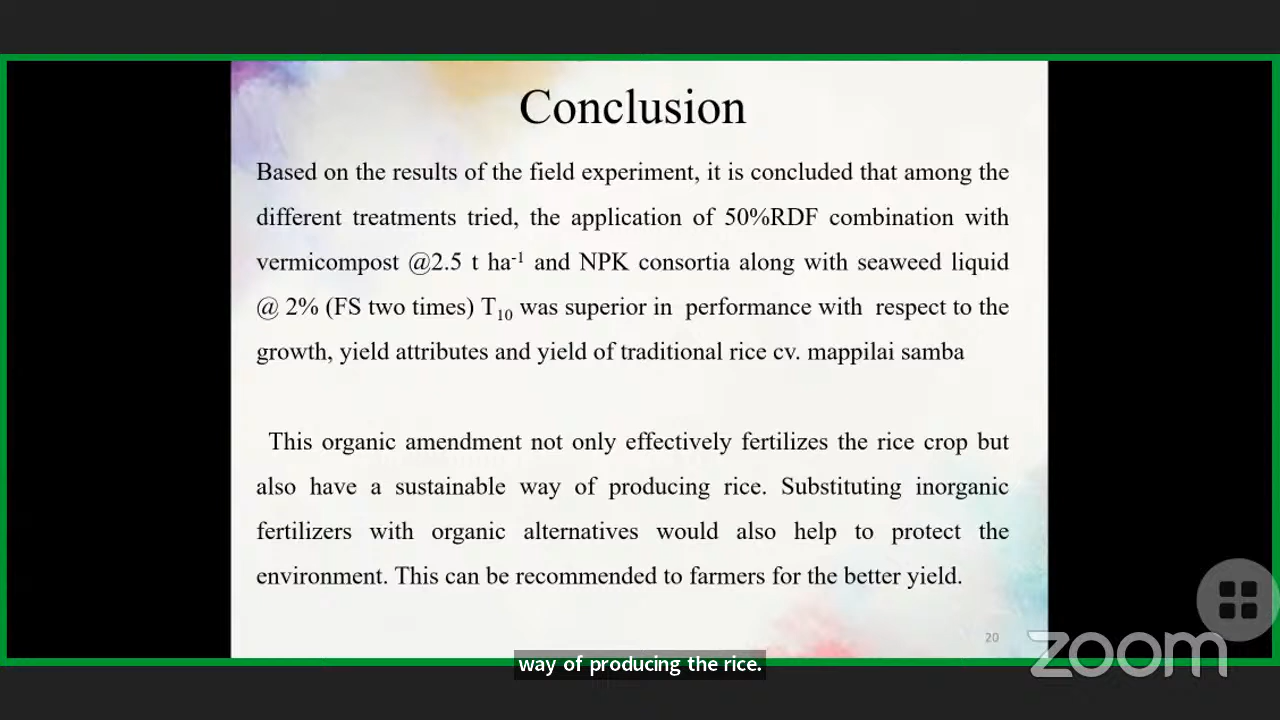 Conclusion
Based on the results of the field experiment, it is concluded that among the
different treatments tried, the application of 50%RDF combination with
vermicompost @2.5 t ha⁻¹ and NPK consortia along with seaweed liquid
@ 2% (FS two times) T₁₀ was superior in performance with respect to the
growth, yield attributes and yield of traditional rice cv. mappilai samba
This organic amendment not only effectively fertilizes the rice crop but
also have a sustainable way of producing rice. Substituting inorganic
fertilizers with organic alternatives would also help to protect the
environment. This can be recommended to farmers for the better yield.
20
zoom
way of producing the rice.